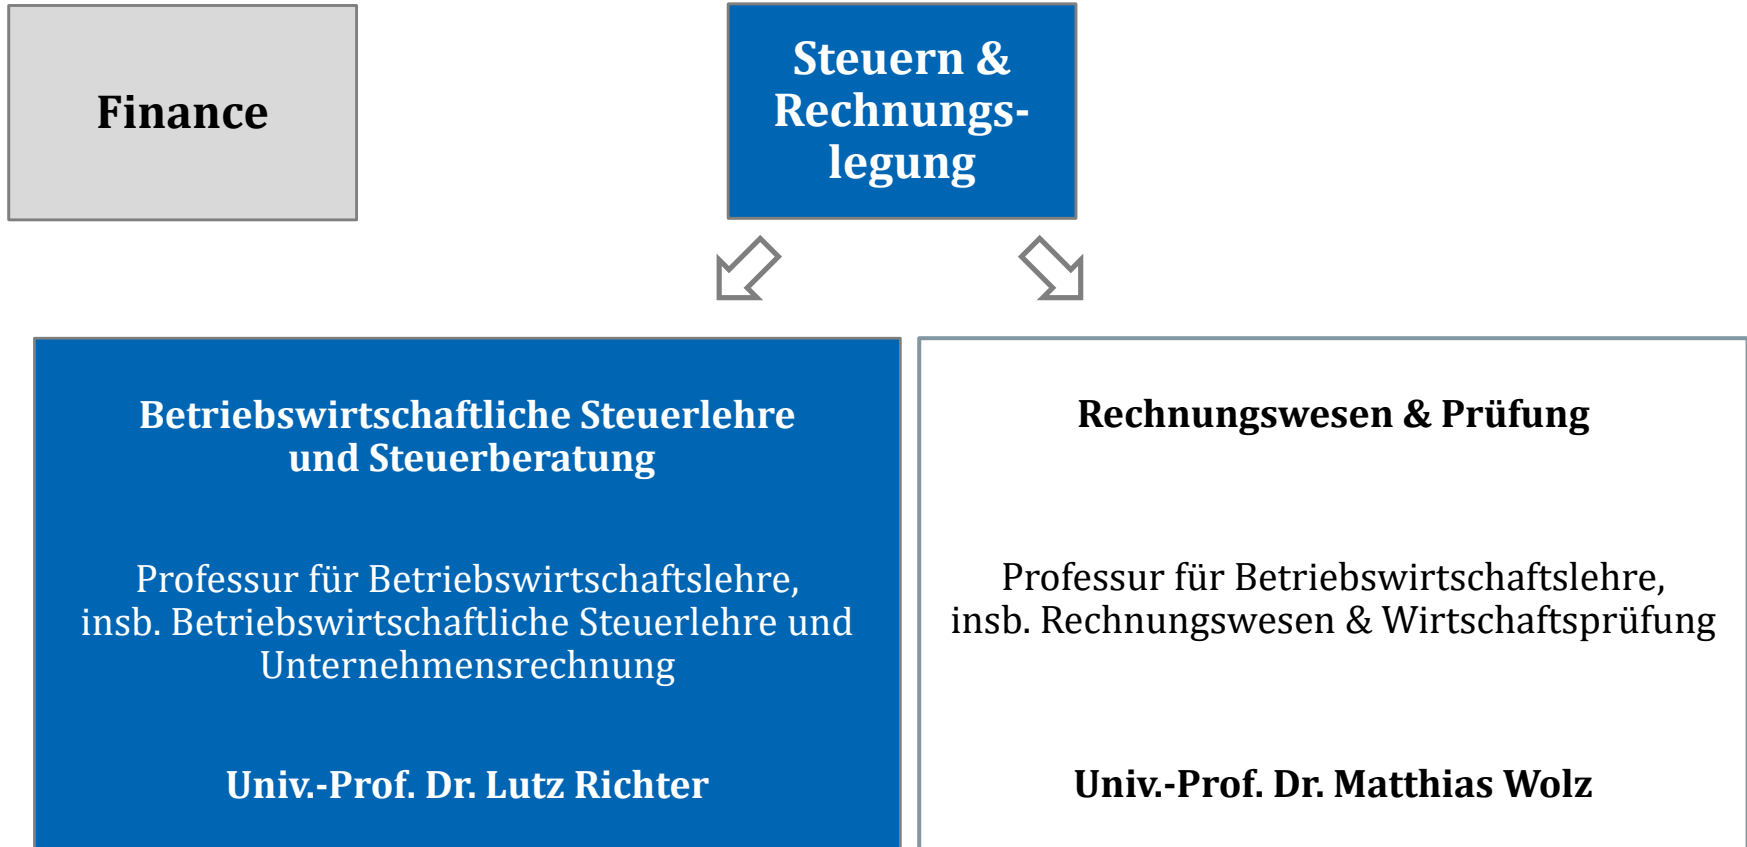 Finance
Steuern &
Rechnungs-
legung
Betriebswirtschaftliche Steuerlehre
und Steuerberatung
Professur für Betriebswirtschaftslehre,
insb. Betriebswirtschaftliche Steuerlehre und
Unternehmensrechnung
Univ.-Prof. Dr. Lutz Richter
Rechnungswesen & Prüfung
Professur für Betriebswirtschaftslehre,
insb. Rechnungswesen & Wirtschaftsprüfung
Univ.-Prof. Dr. Matthias Wolz